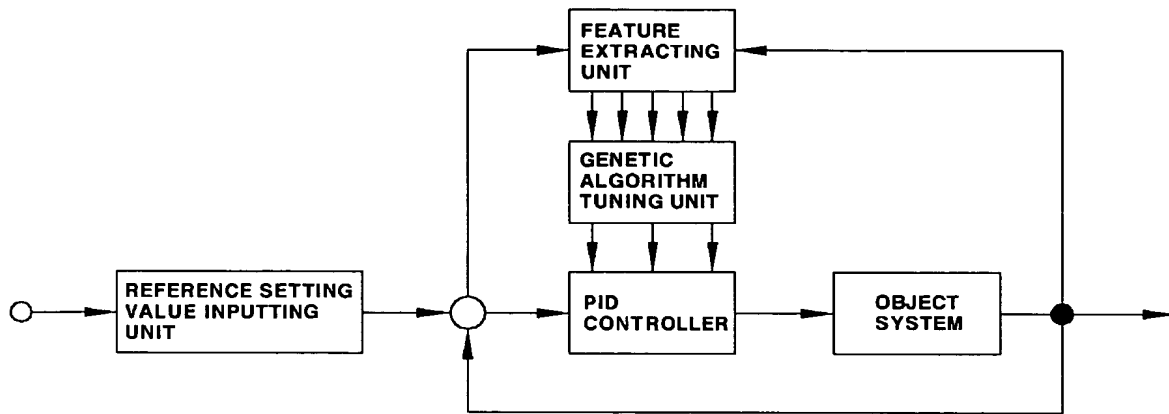 FEATURE
EXTRACTING
UNIT
GENETIC
ALGORITHM
TUNING UNIT
REFERENCE SETTING
VALUE INPUTTING
UNIT
PID
CONTROLLER
OBJECT
SYSTEM